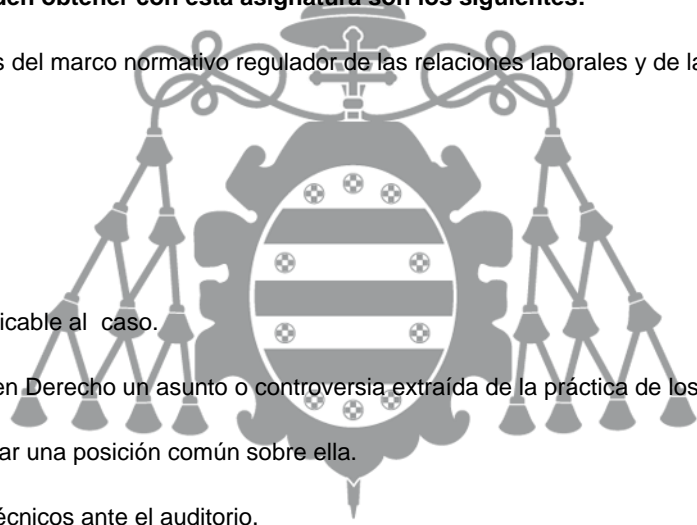 den obtener con esta asignatura son los siguientes:
s del marco normativo regulador de las relaciones laborales y de la
icable al caso.
en Derecho un asunto o controversia extraída de la práctica de los
ar una posición común sobre ella.
écnicos ante el auditorio.